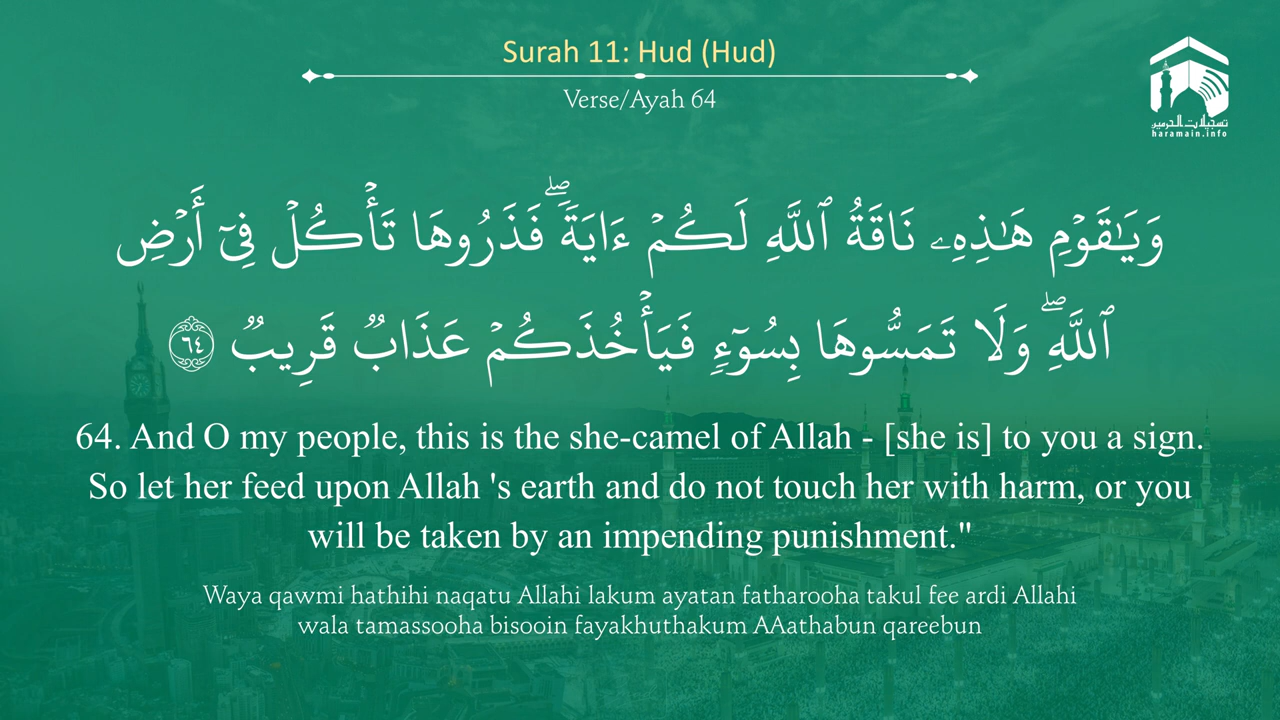 Surah 11: Hud (Hud)
Verse/Ayah 64
تسجيلات الحرمين
haramain.info
وَيَٰقَوْمِ هَٰذِهِۦ نَاقَةُ ٱللَّهِ لَكُمْ ءَايَةً ۖ فَذَرُوهَا تَأْكُلْ فِىٓ أَرْضِ
ٱللَّهِ ۖ وَلَا تَمَسُّوهَا بِسُوٓءٍ فَيَأْخُذَكُمْ عَذَابٌ قَرِيبٌ ٦٤
64. And O my people, this is the she-camel of Allah - [she is] to you a sign.
So let her feed upon Allah 's earth and do not touch her with harm, or you
will be taken by an impending punishment."
Waya qawmi hathihi naqatu Allahi lakum ayatan fatharooha takul fee ardi Allahi
wala tamassooha bisooin fayakhuthakum AAathabun qareebun